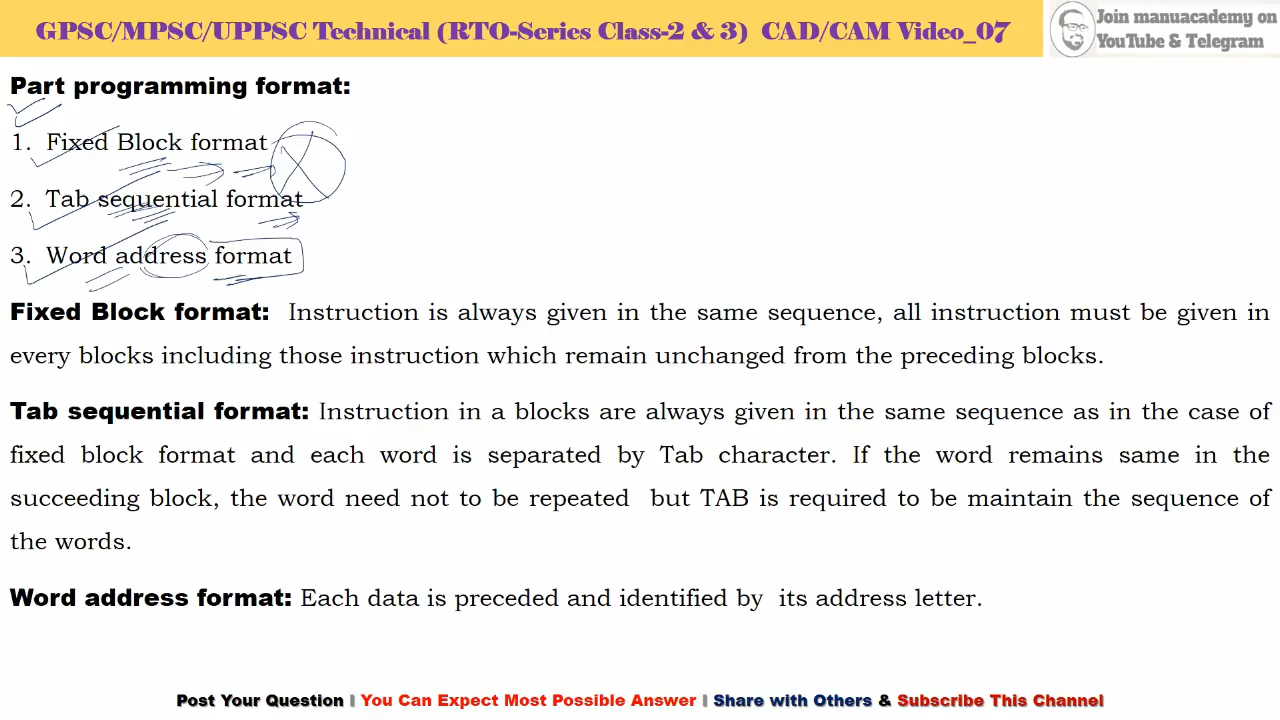 GPSC/MPSC/UPPSC Technical (RTO-Series Class-2 & 3) CAD/CAM Video_07
Join manuacademy on
YouTube & Telegram
Part programming format:
1. Fixed Block format
2. Tab sequential format
3. Word address format
Fixed Block format: Instruction is always given in the same sequence, all instruction must be given in
every blocks including those instruction which remain unchanged from the preceding blocks.
Tab sequential format: Instruction in a blocks are always given in the same sequence as in the case of
fixed block format and each word is separated by Tab character. If the word remains same in the
succeeding block, the word need not to be repeated but TAB is required to be maintain the sequence of
the words.
Word address format: Each data is preceded and identified by its address letter.
Post Your Question | You Can Expect Most Possible Answer | Share with Others & Subscribe This Channel